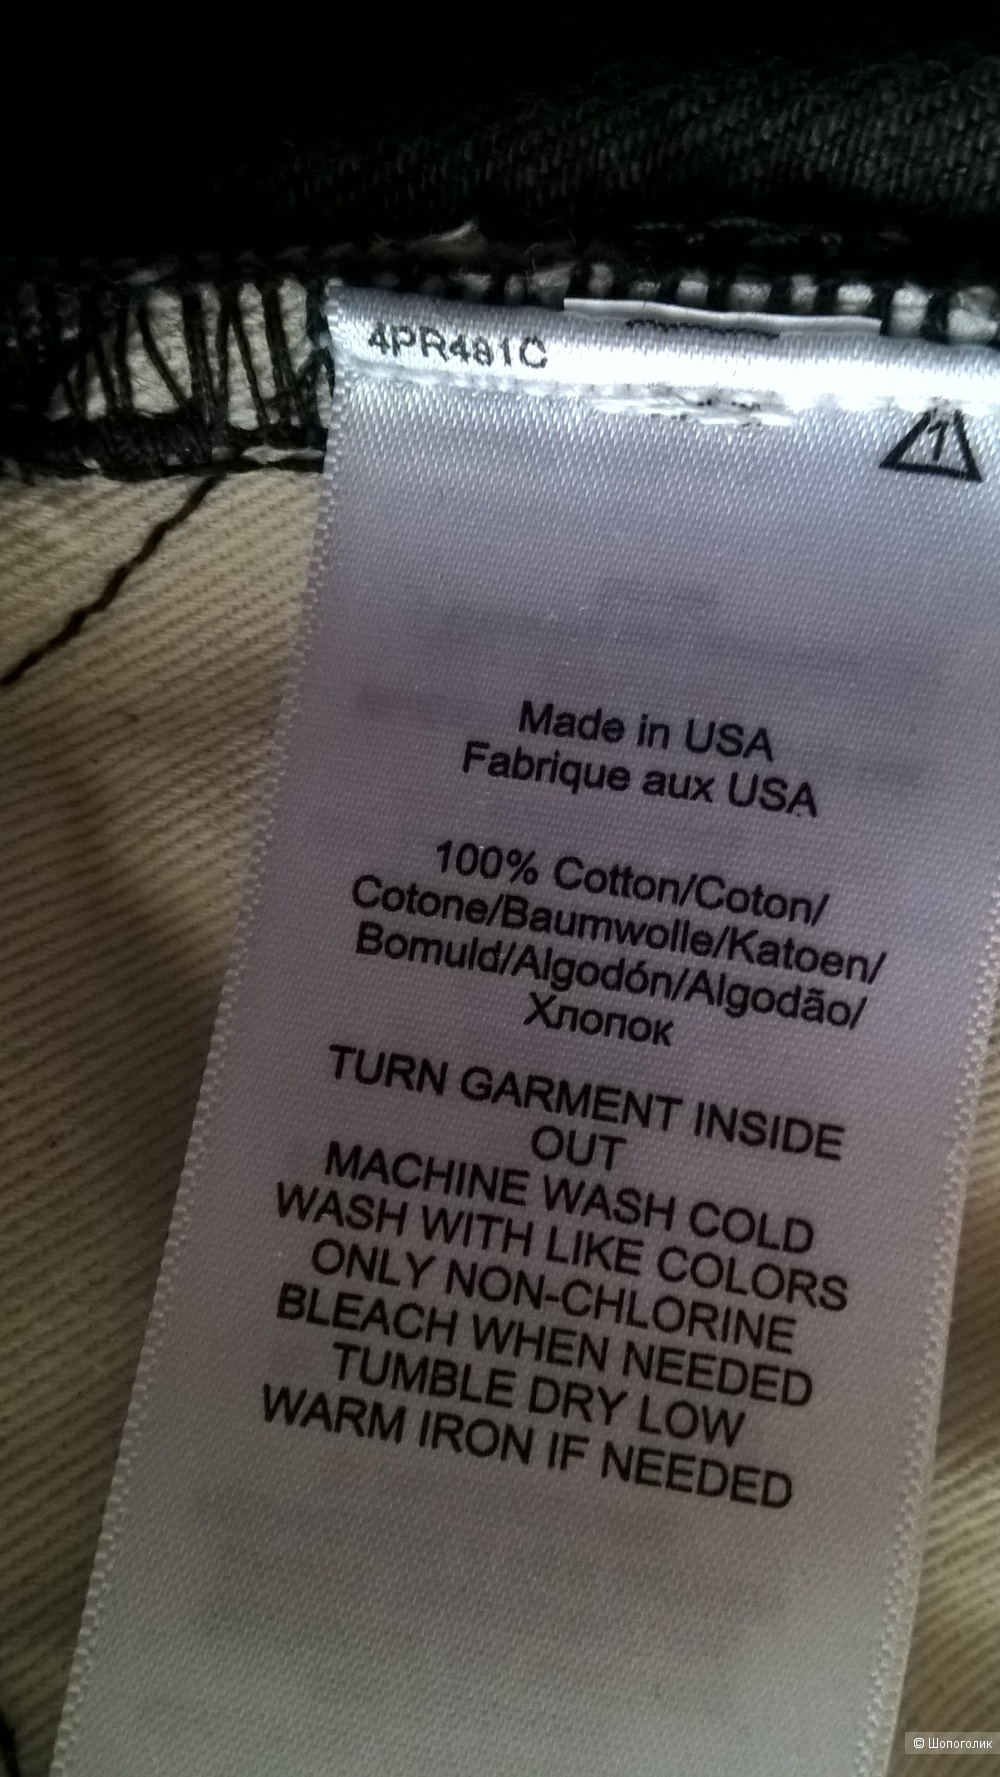 4PR481C
1
Made in USA
Fabrique aux USA
100% Cotton/Coton/
Cotone/Baumwolle/Katoen/
Bomuld/Algodón/Algodão/
Хлопок
TURN GARMENT INSIDE
OUT
MACHINE WASH COLD
WASH WITH LIKE COLORS
ONLY NON-CHLORINE
BLEACH WHEN NEEDED
TUMBLE DRY LOW
WARM IRON IF NEEDED
© Шопоголик